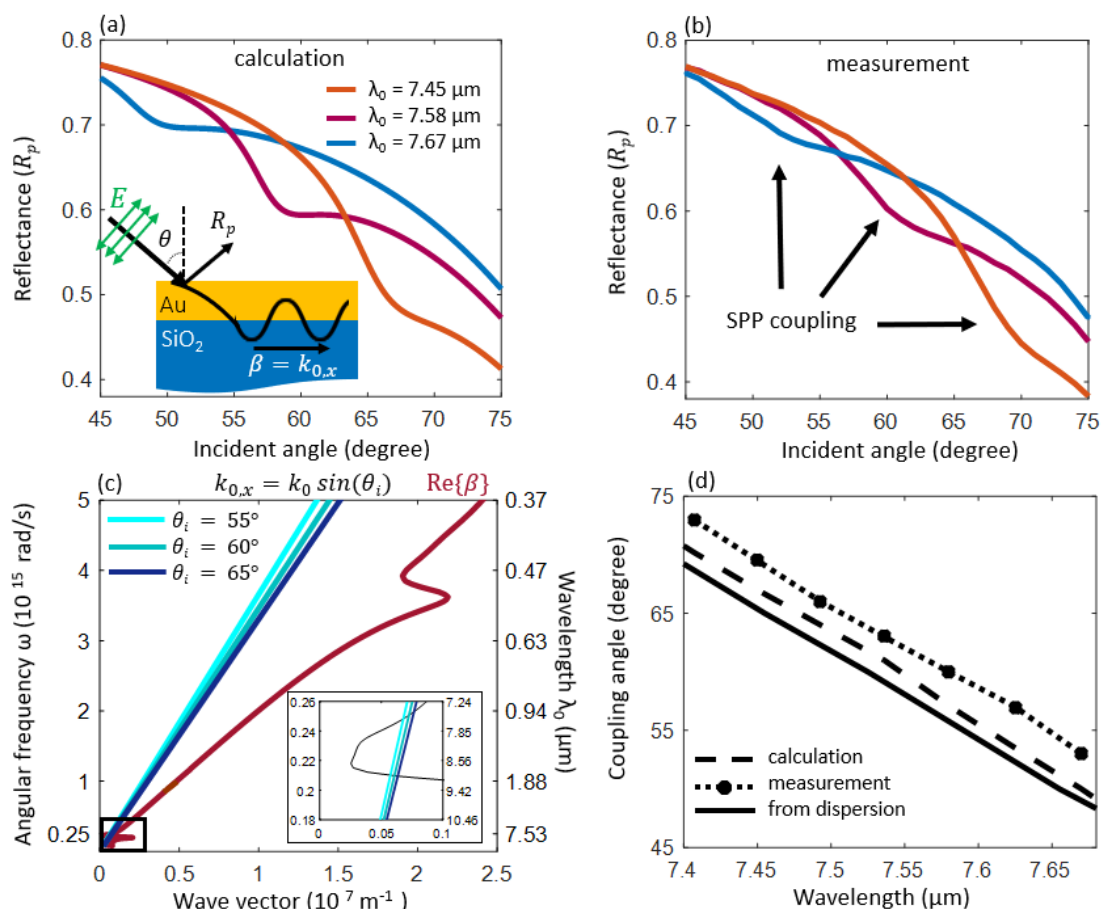 (a)
0.8
0.7
0.6
0.5
0.4
Reflectance (Rₚ)
calculation
λ₀ = 7.45 μm
λ₀ = 7.58 μm
λ₀ = 7.67 μm
E
θ
Rₚ
Au
SiO₂
β = k₀,ₓ
45 50 55 60 65 70 75
Incident angle (degree)
(b)
0.8
0.7
0.6
0.5
0.4
Reflectance (Rₚ)
measurement
SPP coupling
45 50 55 60 65 70 75
Incident angle (degree)
(c)
k₀,ₓ = k₀ sin(θᵢ)
Re{β}
θᵢ = 55°
θᵢ = 60°
θᵢ = 65°
5
4
3
2
1
0.25
Angular frequency ω (10 ¹⁵ rad/s)
0.37
0.47
0.63
0.94
1.88
7.53
Wavelength λ₀ (μm)
0.26
0.24
0.22
0.2
0.18
7.24
7.85
8.56
9.42
10.46
0 0.05 0.1
0 0.5 1 1.5 2 2.5
Wave vector (10 ⁷ m⁻¹)
(d)
75
65
55
45
Coupling angle (degree)
calculation
measurement
from dispersion
7.4 7.45 7.5 7.55 7.6 7.65
Wavelength (μm)